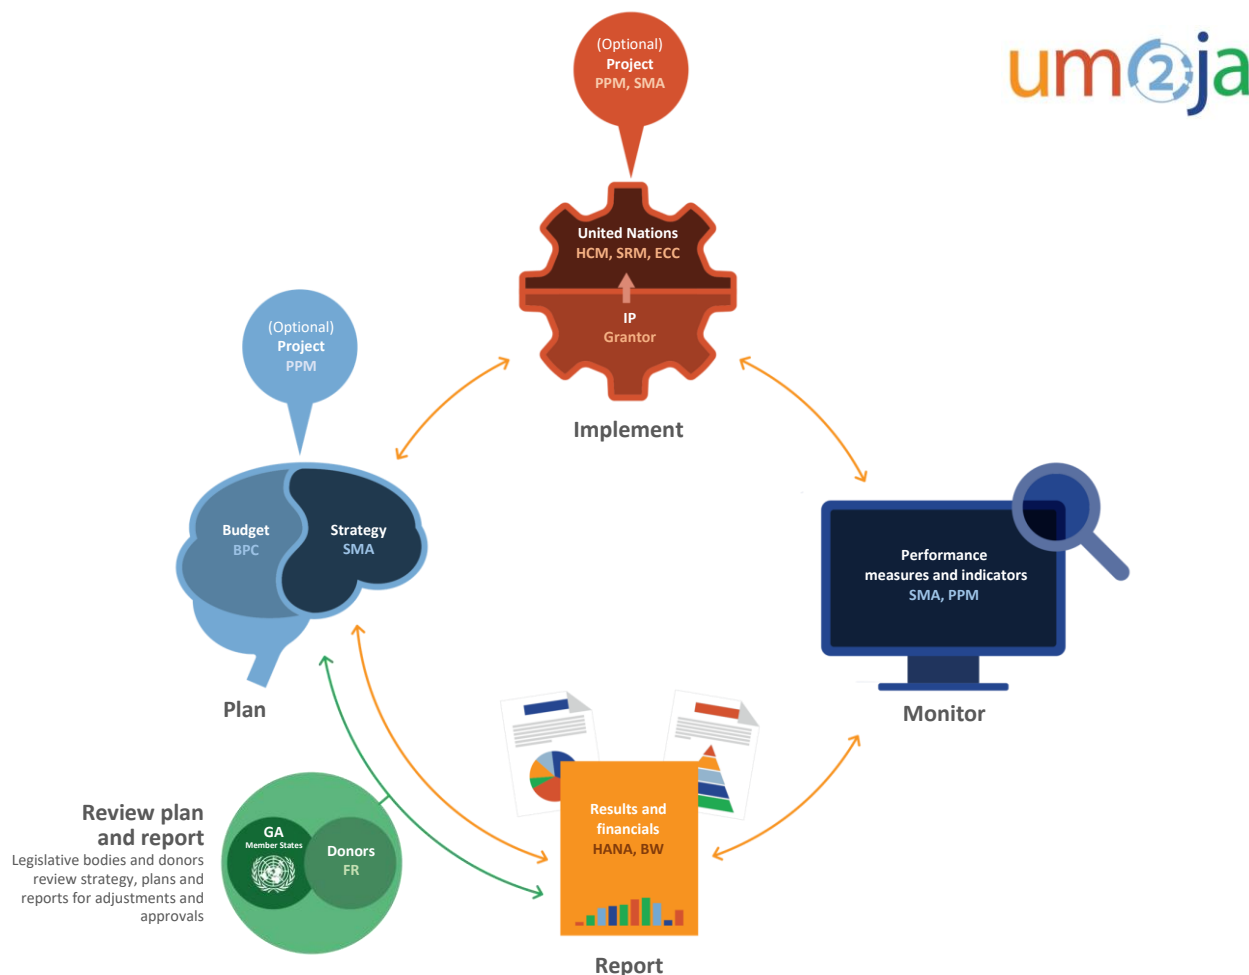 (Optional)
Project
PPM, SMA
um2ja
United Nations
HCM, SRM, ECC
IP
Grantor
Implement
(Optional)
Project
PPM
Budget
BPC
Strategy
SMA
Plan
Performance
measures and indicators
SMA, PPM
Monitor
Review plan
and report
Legislative bodies and donors
review strategy, plans and
reports for adjustments and
approvals
GA
Member States
Donors
FR
Results and
financials
HANA, BW
Report